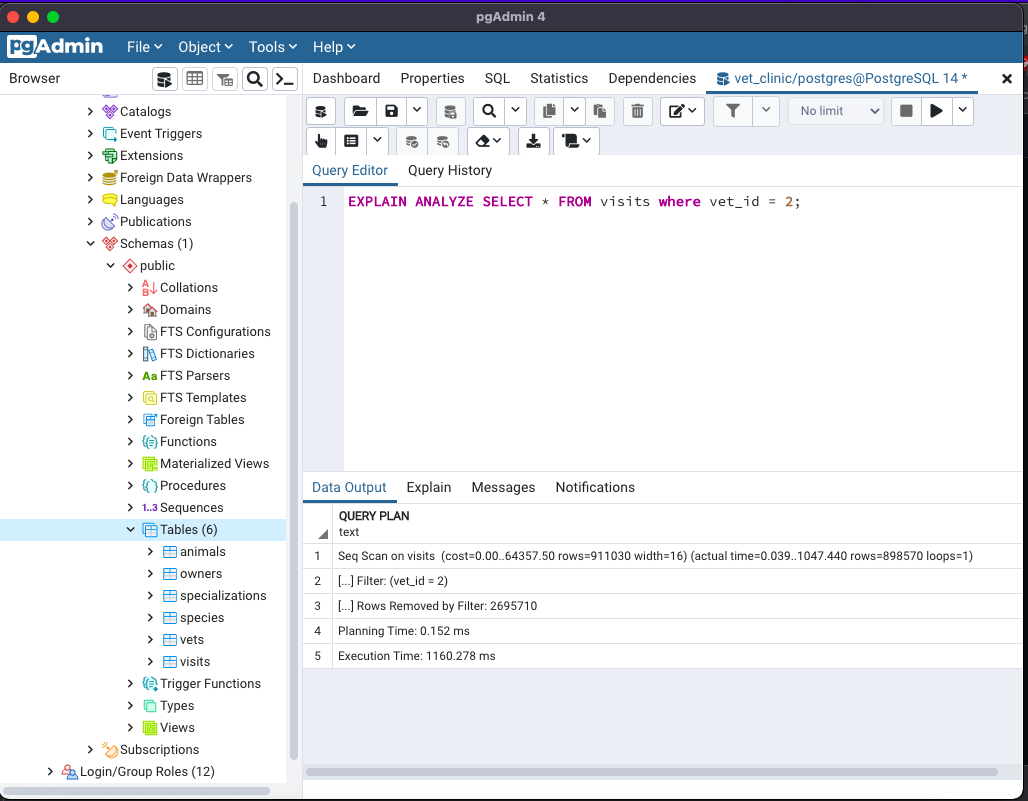 pgAdmin 4
pgAdmin
File
Object
Tools
Help
Browser
Dashboard
Properties
SQL
Statistics
Dependencies
vet_clinic/postgres@PostgreSQL 14 *
No limit
Catalogs
Event Triggers
Extensions
Foreign Data Wrappers
Languages
Publications
Schemas (1)
public
Collations
Domains
FTS Configurations
FTS Dictionaries
Aa FTS Parsers
FTS Templates
Foreign Tables
Functions
Materialized Views
Procedures
1..3 Sequences
Tables (6)
animals
owners
specializations
species
vets
visits
Trigger Functions
Types
Views
Subscriptions
Login/Group Roles (12)
Query Editor
Query History
1 EXPLAIN ANALYZE SELECT * FROM visits where vet_id = 2;
Data Output
Explain
Messages
Notifications
QUERY PLAN
text
1 Seq Scan on visits (cost=0.00..64357.50 rows=911030 width=16) (actual time=0.039..1047.440 rows=898570 loops=1)
2 [...] Filter: (vet_id = 2)
3 [...] Rows Removed by Filter: 2695710
4 Planning Time: 0.152 ms
5 Execution Time: 1160.278 ms